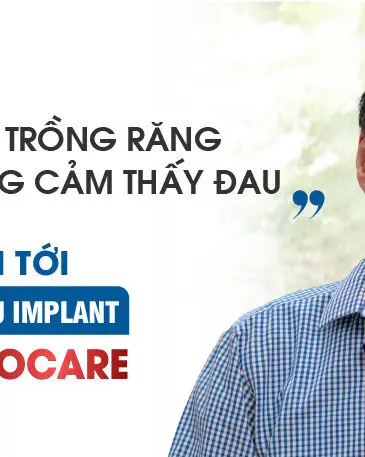 TRỒNG RĂNG
G CẢM THẤY ĐAU ”
TỚI
IMPLANT
OCARE